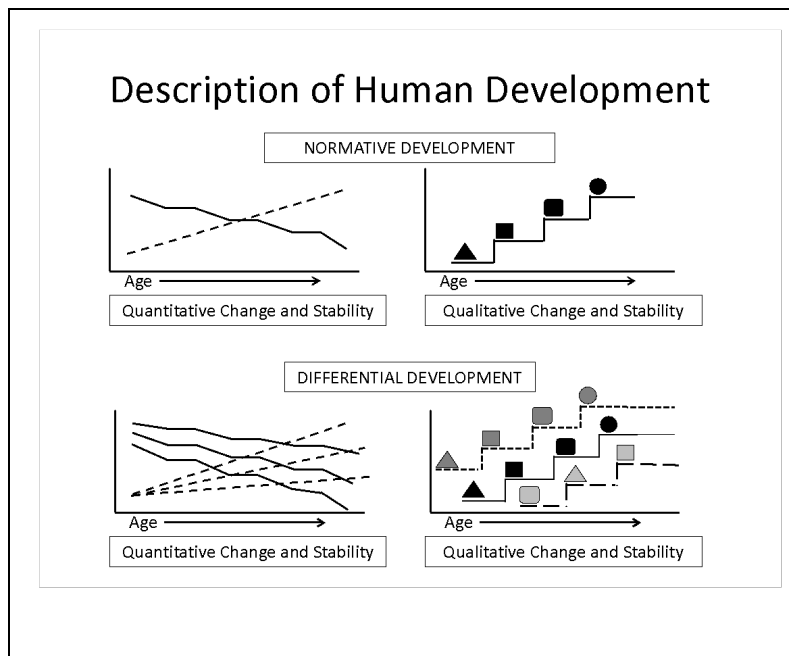 Description of Human Development
NORMATIVE DEVELOPMENT
Age
Age
Quantitative Change and Stability
Qualitative Change and Stability
DIFFERENTIAL DEVELOPMENT
Age
Age
Quantitative Change and Stability
Qualitative Change and Stability